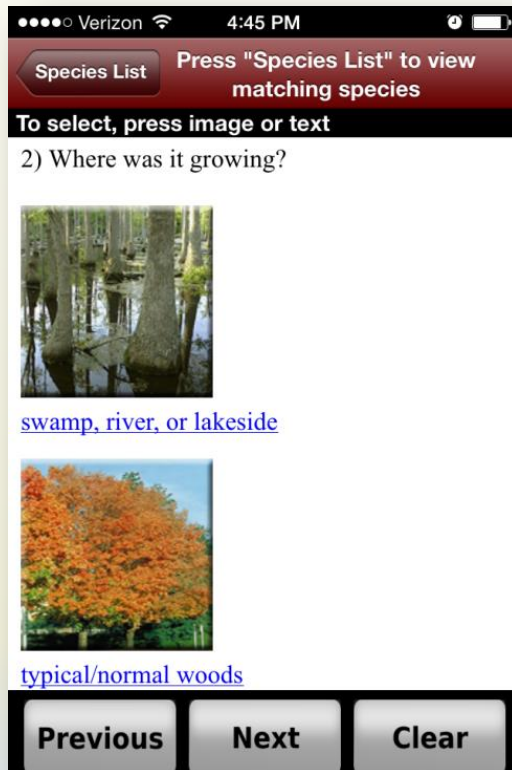 Verizon 4:45 PM
Species List
Press "Species List" to view
matching species
To select, press image or text
2) Where was it growing?
swamp, river, or lakeside
typical/normal woods
Previous Next Clear